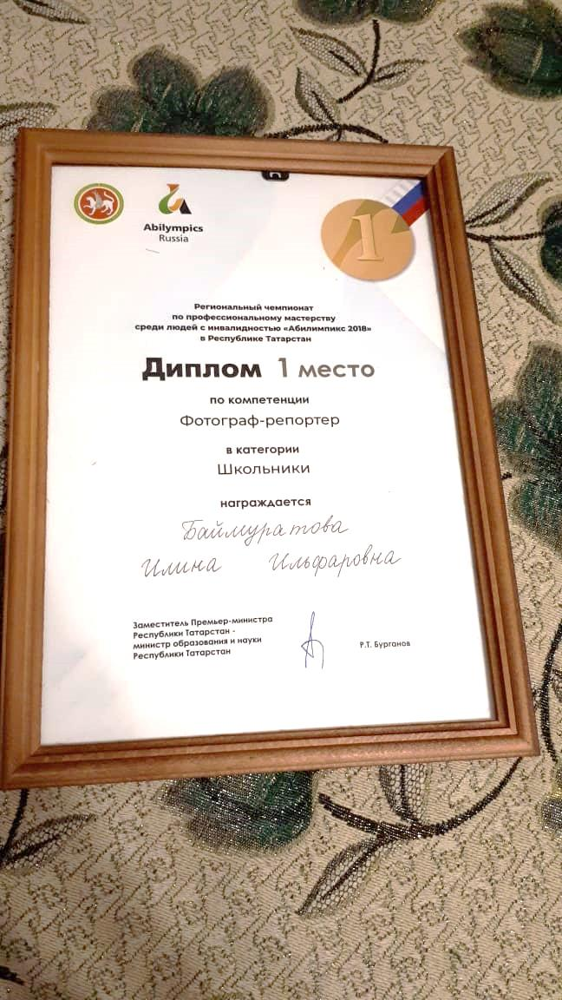 Abilympics
Russia
1
Региональный чемпионат
по профессиональному мастерству
среди людей с инвалидностью «Абилимпикс 2018»
в Республике Татарстан
Диплом 1 место
по компетенции
Фотограф-репортер
в категории
Школьники
награждается
Баймуратова
Илина Ильфаровна
Заместитель Премьер-министра
Республики Татарстан -
министр образования и науки
Республики Татарстан
Р.Т. Бурганов